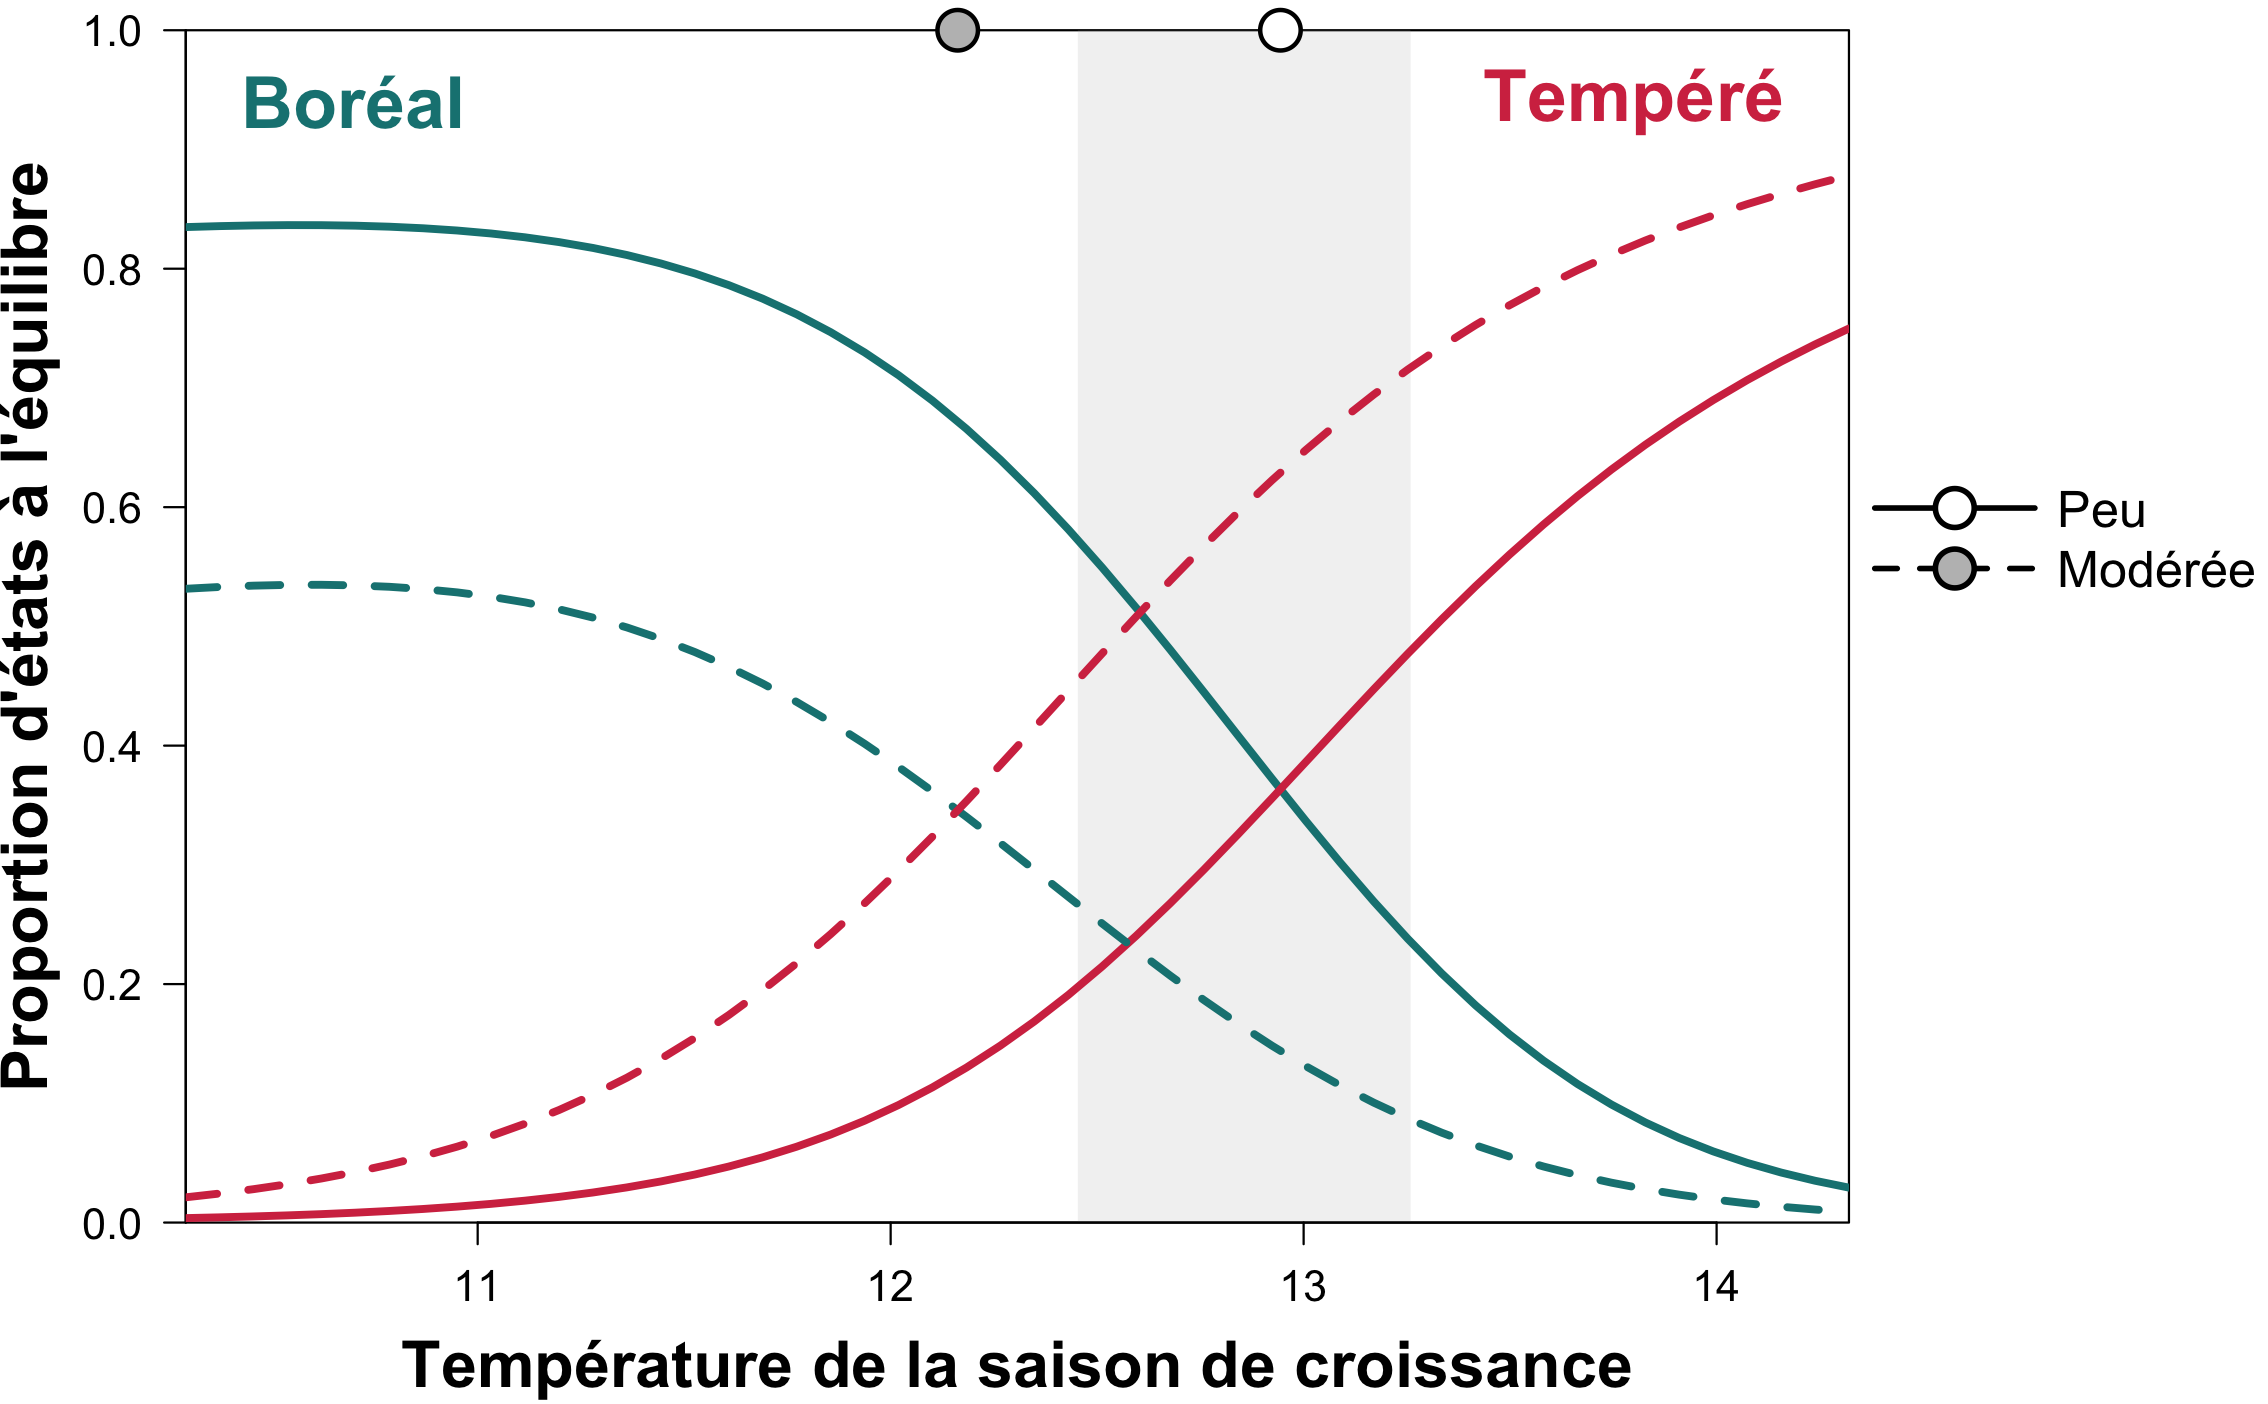 Boréal
Tempéré
Proportion d'états à l'équilibre
1.0
0.8
0.6
0.4
0.2
0.0
11
12
13
14
Température de la saison de croissance
Peu
Modérée